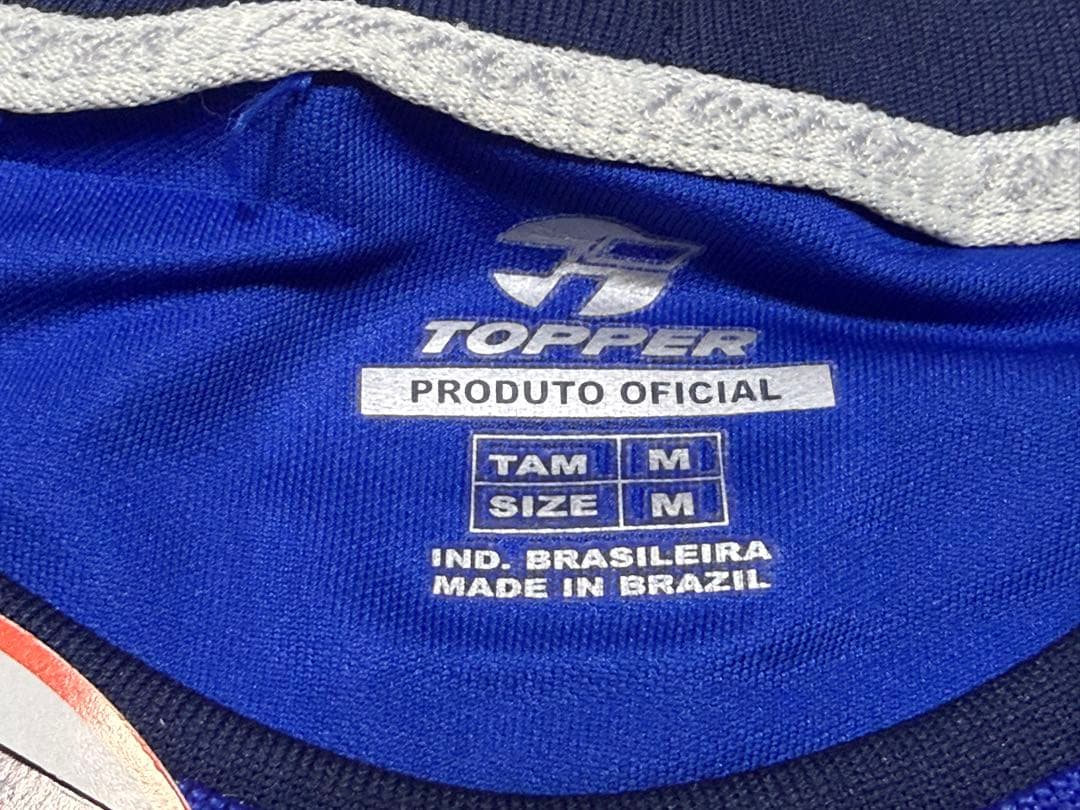 TOPPER
PRODUTO OFICIAL
TAM M
SIZE M
IND. BRASILEIRA
MADE IN BRAZIL